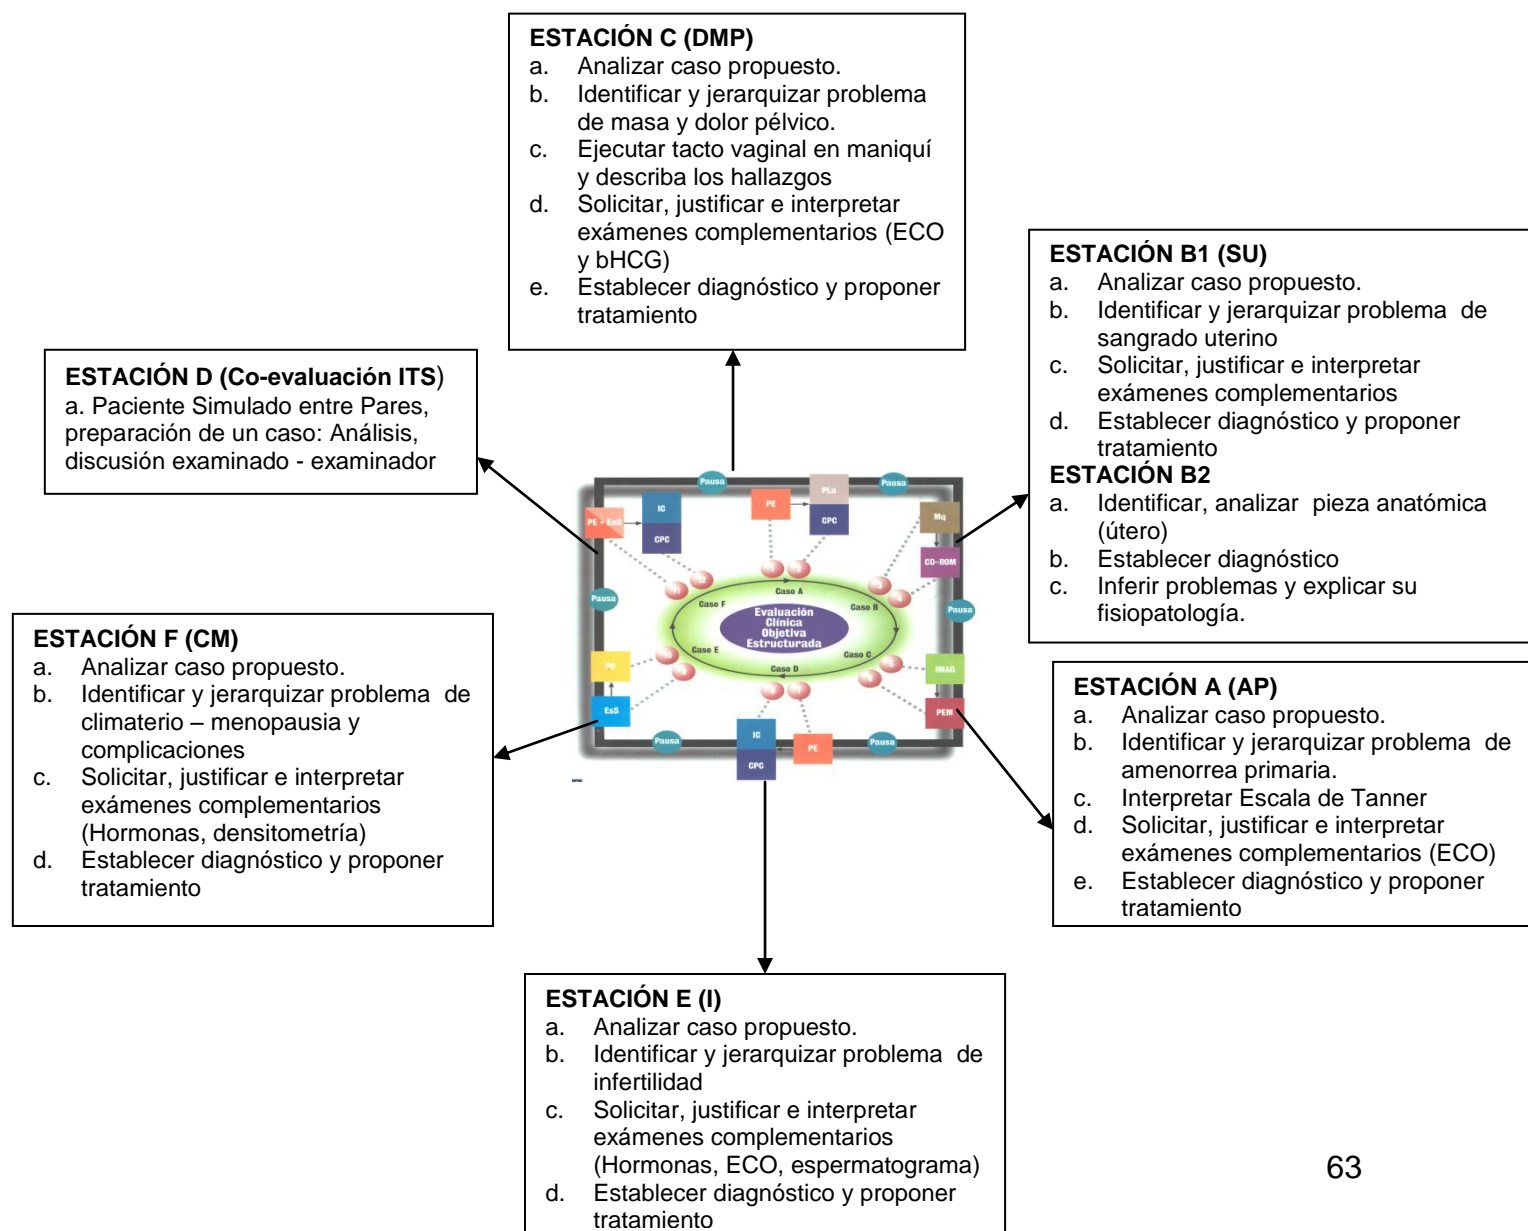 ESTACIÓN C (DMP)
a. Analizar caso propuesto.
b. Identificar y jerarquizar problema
de masa y dolor pélvico.
c. Ejecutar tacto vaginal en maniquí
y describa los hallazgos
d. Solicitar, justificar e interpretar
exámenes complementarios (ECO
y bHCG)
e. Establecer diagnóstico y proponer
tratamiento
ESTACIÓN B1 (SU)
a. Analizar caso propuesto.
b. Identificar y jerarquizar problema de
sangrado uterino
c. Solicitar, justificar e interpretar
exámenes complementarios
d. Establecer diagnóstico y proponer
tratamiento
ESTACIÓN B2
a. Identificar, analizar pieza anatómica
(útero)
b. Establecer diagnóstico
c. Inferir problemas y explicar su
fisiopatología.
ESTACIÓN D (Co-evaluación ITS)
a. Paciente Simulado entre Pares,
preparación de un caso: Análisis,
discusión examinado - examinador
Pausa
Pausa
PE
PLa
CPC
IC
CPC
PE + EsS
Mq
CD-ROM
Pausa
Pausa
12
11
Caso A
Caso F
Caso B
Evaluación
Clínica
Objetiva
Estructurada
Caso E
Caso C
Caso D
10
PG
EsS
IMAG
PEM
IC
CPC
PE
Pausa
Pausa
ESTACIÓN F (CM)
a. Analizar caso propuesto.
b. Identificar y jerarquizar problema de
climaterio – menopausia y
complicaciones
c. Solicitar, justificar e interpretar
exámenes complementarios
(Hormonas, densitometría)
d. Establecer diagnóstico y proponer
tratamiento
ESTACIÓN A (AP)
a. Analizar caso propuesto.
b. Identificar y jerarquizar problema de
amenorrea primaria.
c. Interpretar Escala de Tanner
d. Solicitar, justificar e interpretar
exámenes complementarios (ECO)
e. Establecer diagnóstico y proponer
tratamiento
ESTACIÓN E (I)
a. Analizar caso propuesto.
b. Identificar y jerarquizar problema de
infertilidad
c. Solicitar, justificar e interpretar
exámenes complementarios
(Hormonas, ECO, espermatograma)
d. Establecer diagnóstico y proponer
tratamiento
63